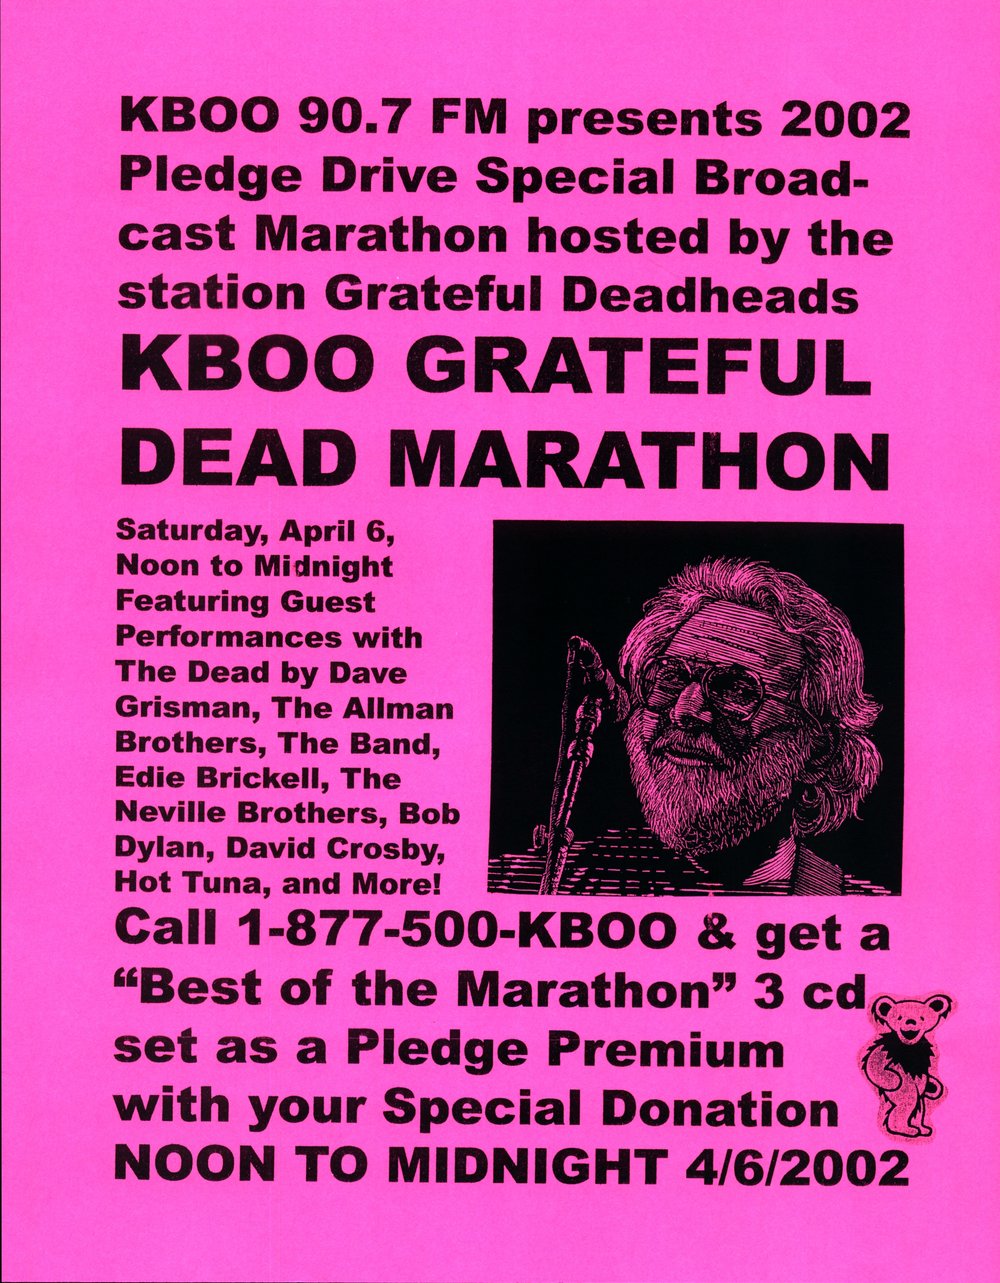 KBOO 90.7 FM presents 2002
Pledge Drive Special Broad-
cast Marathon hosted by the
station Grateful Deadheads
KBOO GRATEFUL
DEAD MARATHON
Saturday, April 6,
Noon to Midnight
Featuring Guest
Performances with
The Dead by Dave
Grisman, The Allman
Brothers, The Band,
Edie Brickell, The
Neville Brothers, Bob
Dylan, David Crosby,
Hot Tuna, and More!
Call 1-877-500-KBOO & get a
“Best of the Marathon” 3 cd
set as a Pledge Premium
with your Special Donation
NOON TO MIDNIGHT 4/6/2002